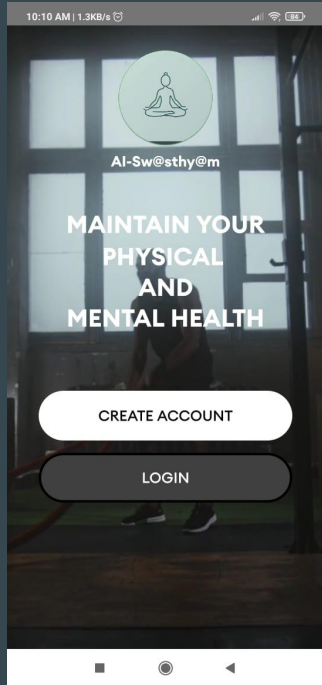 10:10 AM | 1.3KB/s
84
AI-Sw@sthy@m
MAINTAIN YOUR
PHYSICAL
AND
MENTAL HEALTH
CREATE ACCOUNT
LOGIN